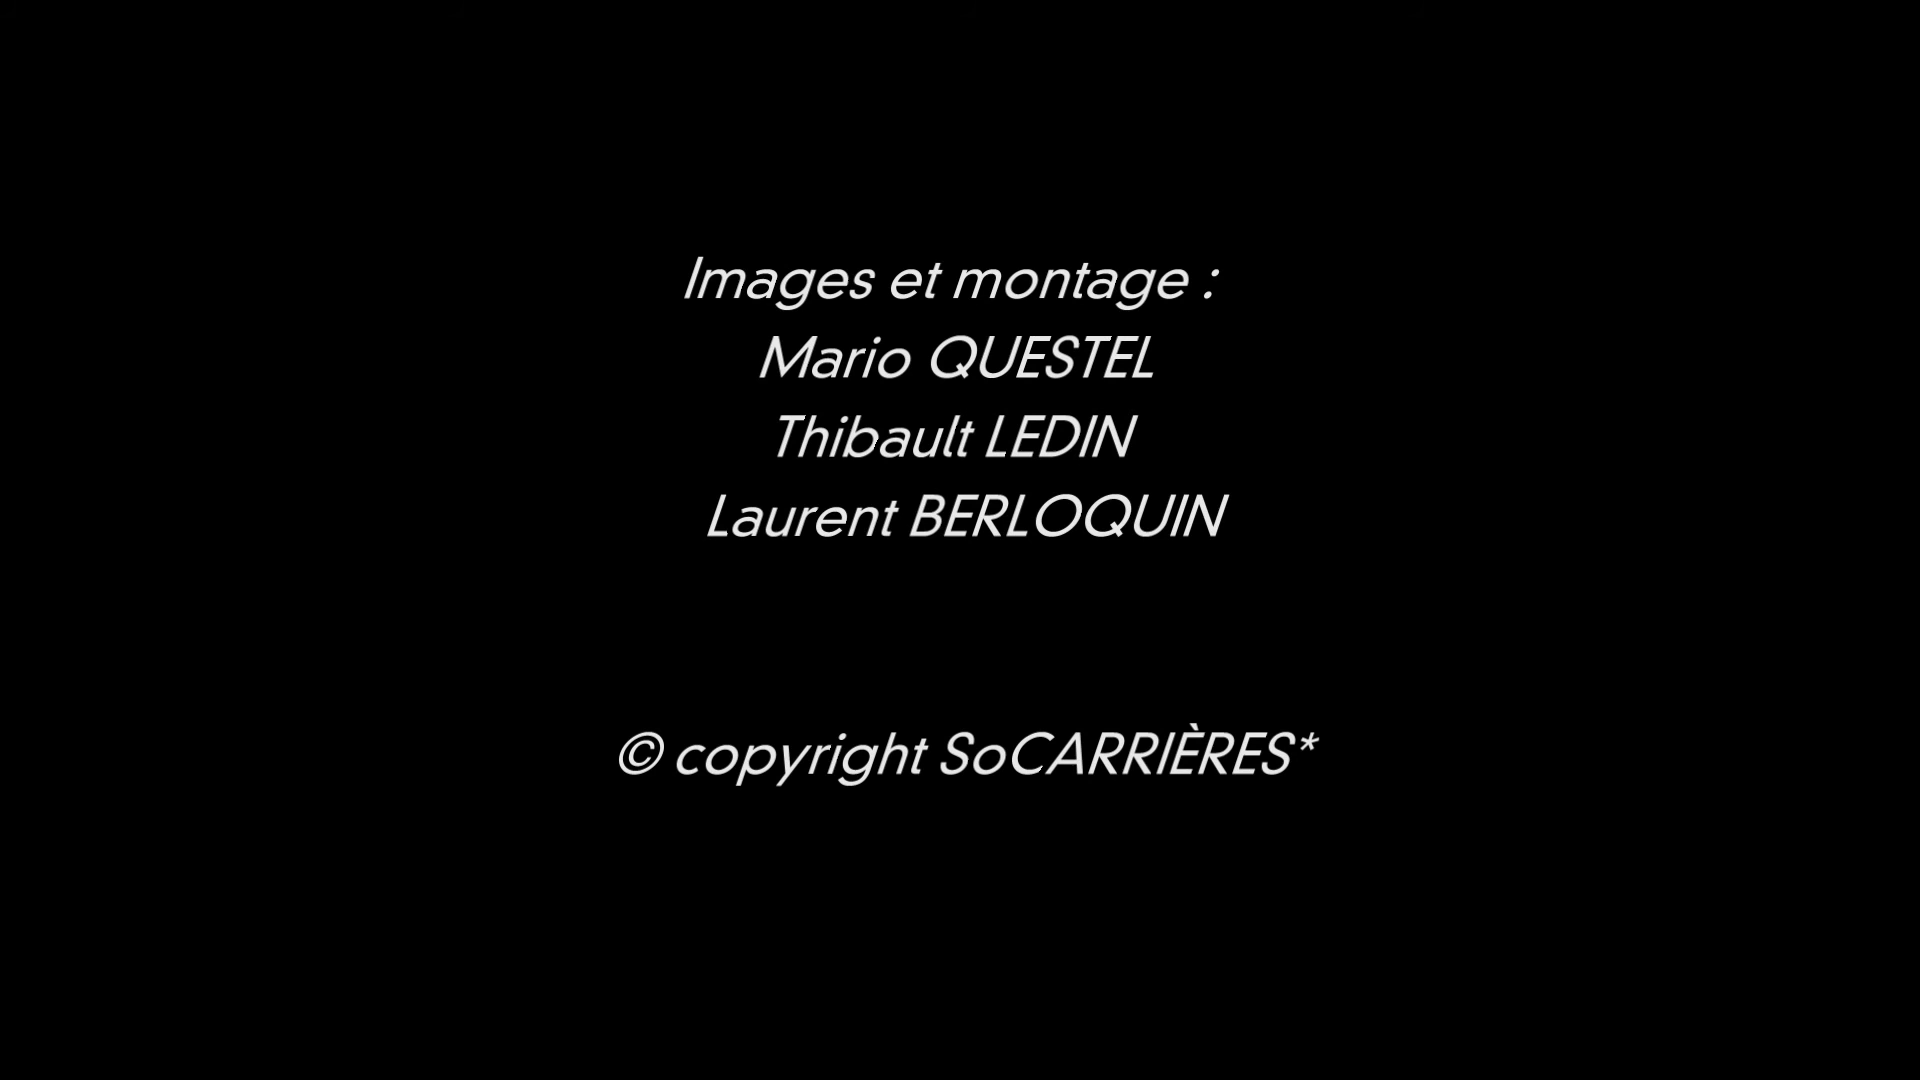 Images et montage :
Mario QUESTEL
Thibault LEDIN
Laurent BERLOQUIN
© copyright SoCARRIÈRES*